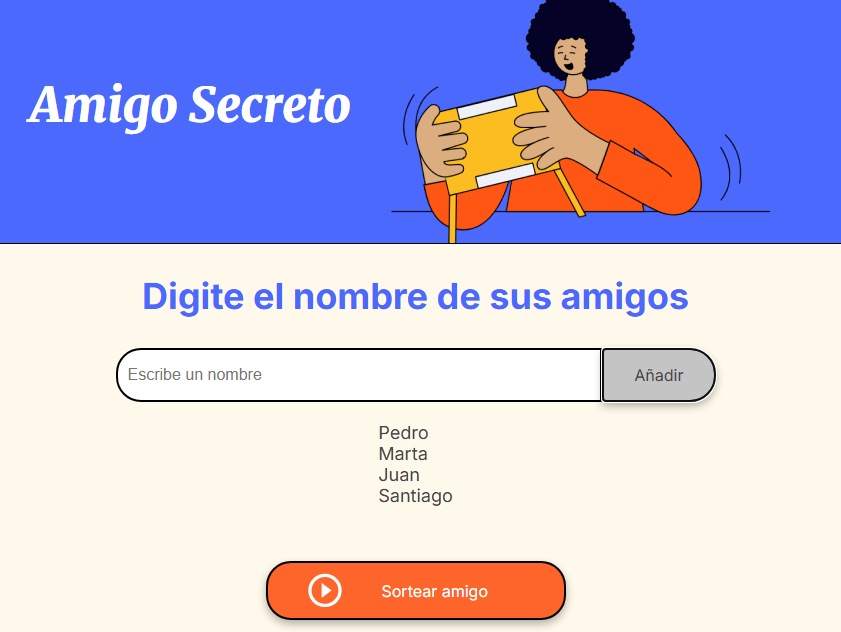 Amigo Secreto
Digite el nombre de sus amigos
Escribe un nombre
Añadir
Pedro
Marta
Juan
Santiago
Sortear amigo